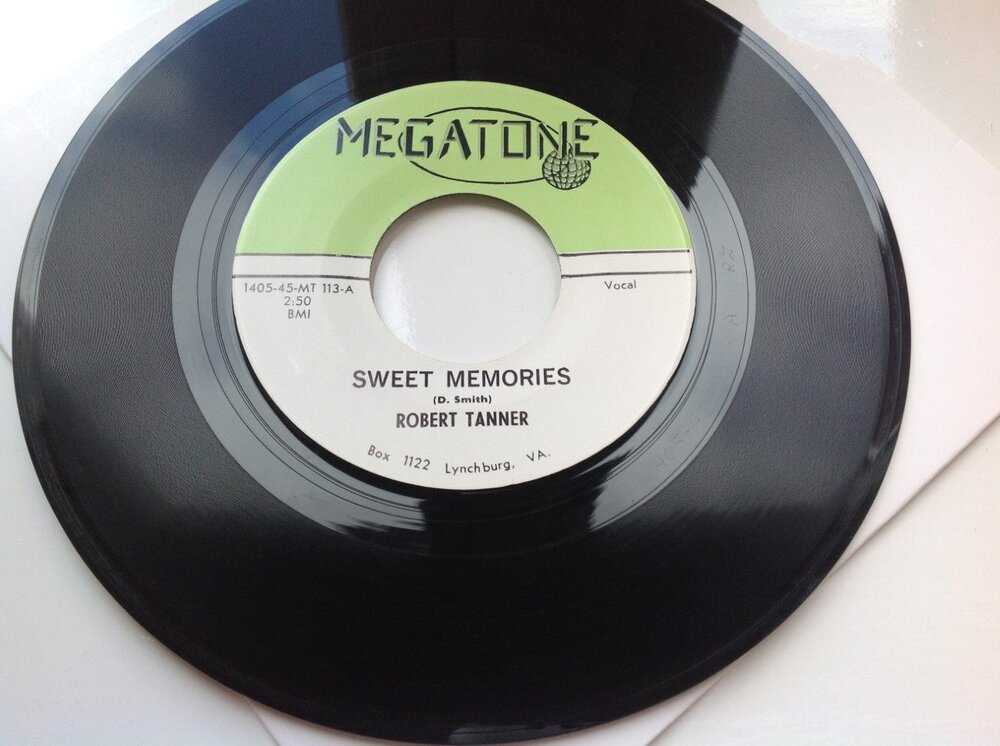 MEGATONE
1405-45-MT 113-A
2:50
BMI
Vocal
SWEET MEMORIES
(D. Smith)
ROBERT TANNER
Box 1122 Lynchburg, VA.